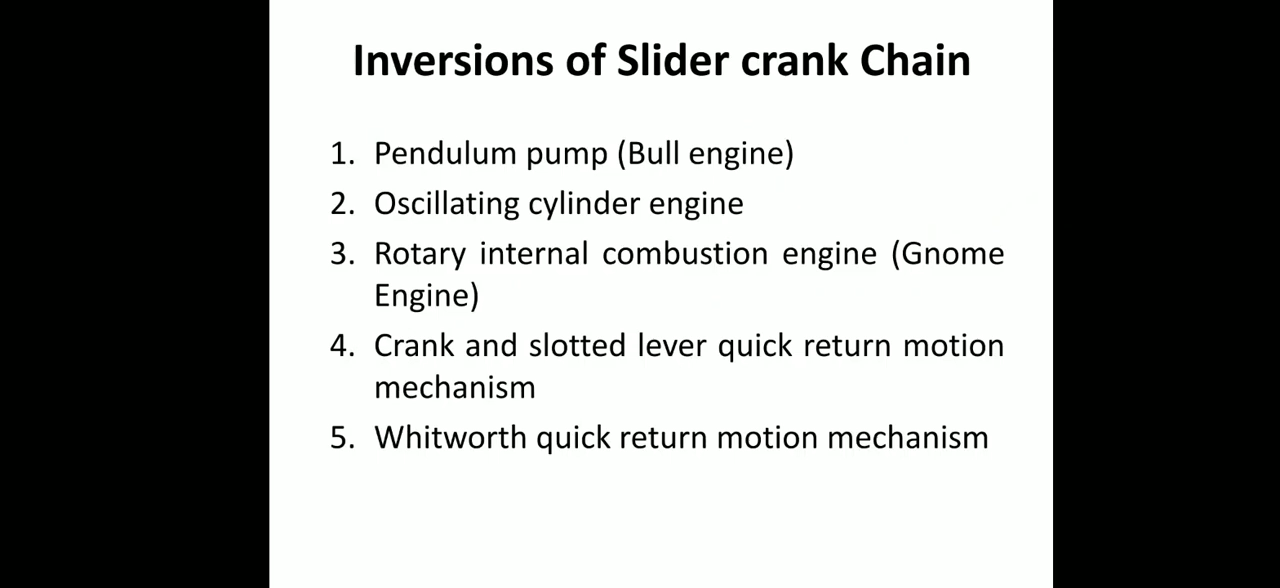 Inversions of Slider crank Chain
1. Pendulum pump (Bull engine)
2. Oscillating cylinder engine
3. Rotary internal combustion engine (Gnome
Engine)
4. Crank and slotted lever quick return motion
mechanism
5. Whitworth quick return motion mechanism